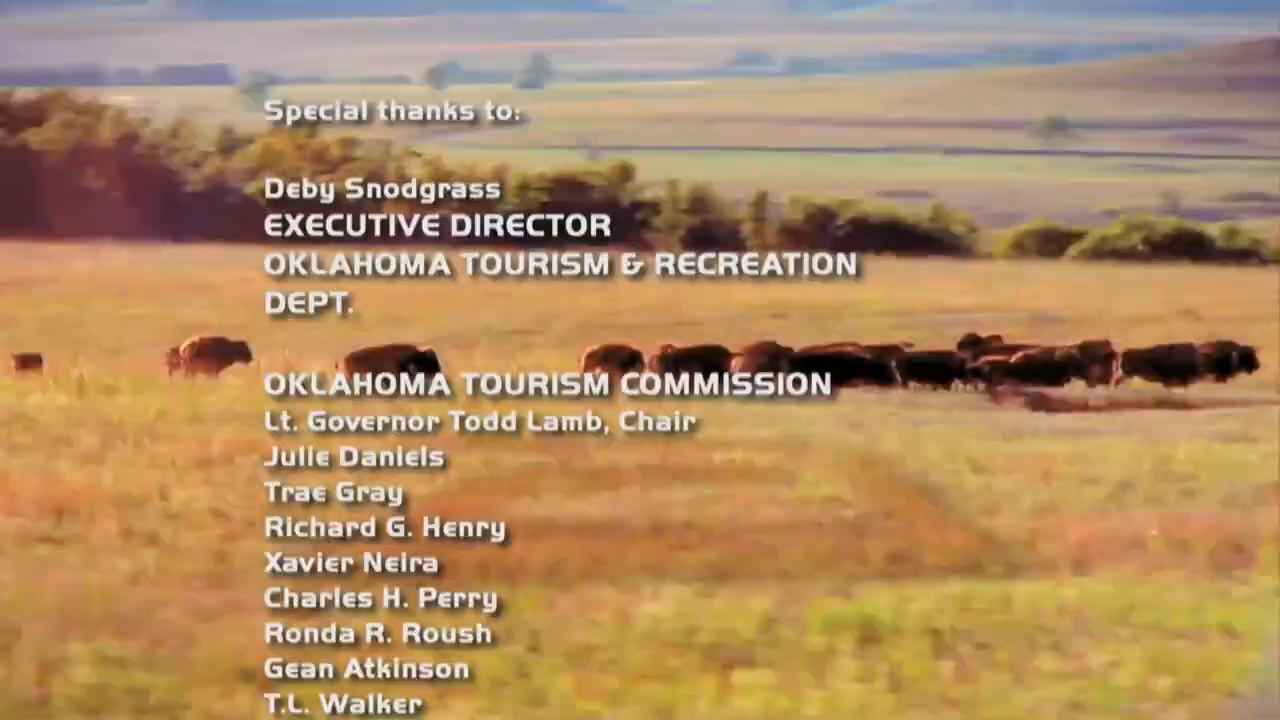 Special thanks to:
Deby Snodgrass
EXECUTIVE DIRECTOR
OKLAHOMA TOURISM & RECREATION
DEPT.
OKLAHOMA TOURISM COMMISSION
Lt. Governor Todd Lamb, Chair
Julie Daniels
Trae Gray
Richard G. Henry
Xavier Neira
Charles H. Perry
Ronda R. Roush
Gean Atkinson
T.L. Walker